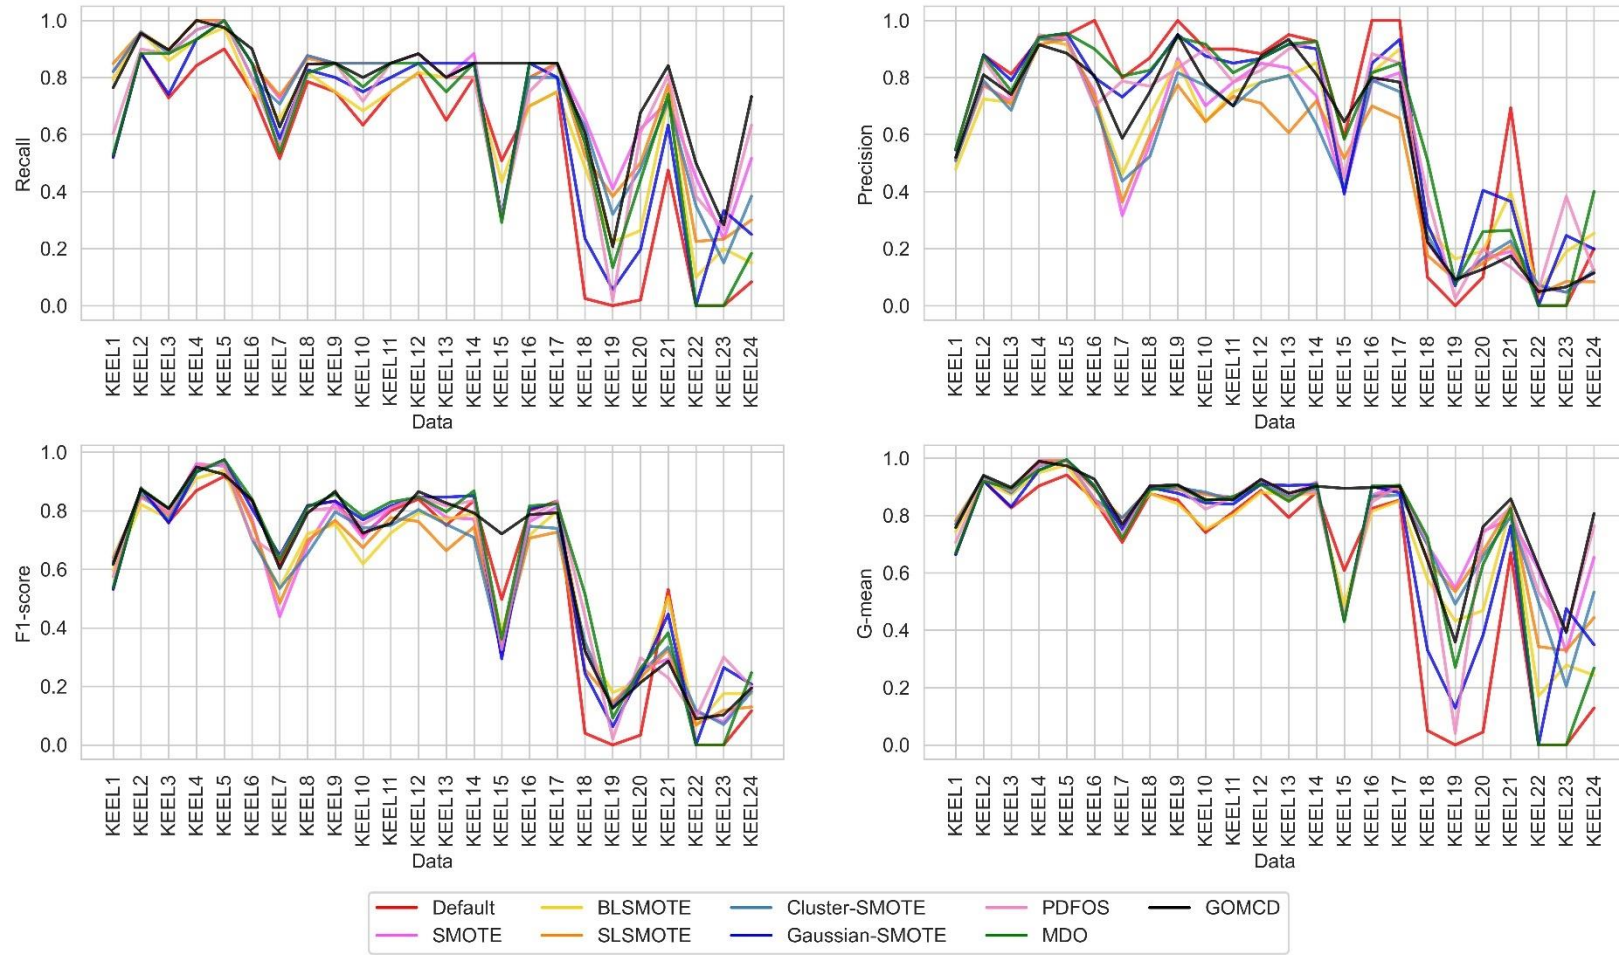 Recall
1.0
0.8
0.6
0.4
0.2
0.0
KEEL1
KEEL2
KEEL3
KEEL4
KEEL5
KEEL6
KEEL7
KEEL8
KEEL9
KEEL10
KEEL11
KEEL12
KEEL13
KEEL14
KEEL15
KEEL16
KEEL17
KEEL18
KEEL19
KEEL20
KEEL21
KEEL22
KEEL23
KEEL24
Data
Precision
1.0
0.8
0.6
0.4
0.2
0.0
KEEL1
KEEL2
KEEL3
KEEL4
KEEL5
KEEL6
KEEL7
KEEL8
KEEL9
KEEL10
KEEL11
KEEL12
KEEL13
KEEL14
KEEL15
KEEL16
KEEL17
KEEL18
KEEL19
KEEL20
KEEL21
KEEL22
KEEL23
KEEL24
Data
F1-score
1.0
0.8
0.6
0.4
0.2
0.0
KEEL1
KEEL2
KEEL3
KEEL4
KEEL5
KEEL6
KEEL7
KEEL8
KEEL9
KEEL10
KEEL11
KEEL12
KEEL13
KEEL14
KEEL15
KEEL16
KEEL17
KEEL18
KEEL19
KEEL20
KEEL21
KEEL22
KEEL23
KEEL24
Data
G-mean
1.0
0.8
0.6
0.4
0.2
0.0
KEEL1
KEEL2
KEEL3
KEEL4
KEEL5
KEEL6
KEEL7
KEEL8
KEEL9
KEEL10
KEEL11
KEEL12
KEEL13
KEEL14
KEEL15
KEEL16
KEEL17
KEEL18
KEEL19
KEEL20
KEEL21
KEEL22
KEEL23
KEEL24
Data
Default
SMOTE
BLSMOTE
SLSMOTE
Cluster-SMOTE
Gaussian-SMOTE
PDFOS
MDO
GOMCD